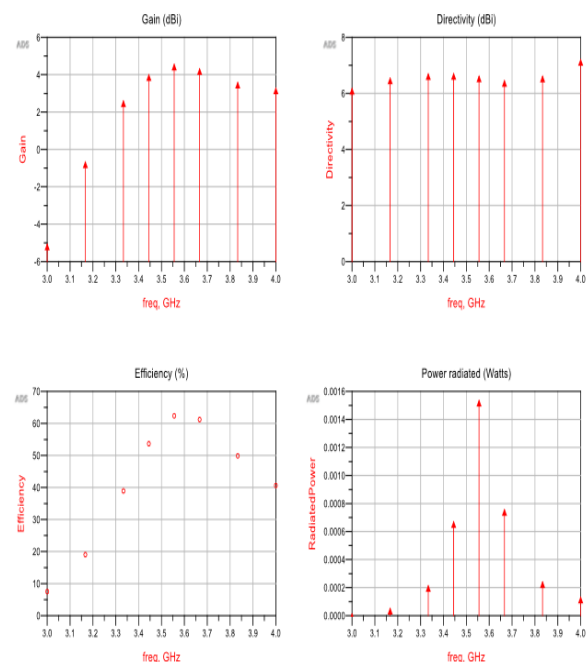 Gain (dBi)
ADS
6
4
2
0
-2
-4
-6
Gain
3.0 3.1 3.2 3.3 3.4 3.5 3.6 3.7 3.8 3.9 4.0
freq, GHz
Directivity (dBi)
ADS
8
6
4
2
0
Directivity
3.0 3.1 3.2 3.3 3.4 3.5 3.6 3.7 3.8 3.9 4.0
freq, GHz
Efficiency (%)
ADS
70
60
50
40
30
20
10
0
Efficiency
3.0 3.1 3.2 3.3 3.4 3.5 3.6 3.7 3.8 3.9 4.0
freq, GHz
Power radiated (Watts)
ADS
0.0016
0.0014
0.0012
0.0010
0.0008
0.0006
0.0004
0.0002
0.0000
RadiatedPower
3.0 3.1 3.2 3.3 3.4 3.5 3.6 3.7 3.8 3.9 4.0
freq, GHz